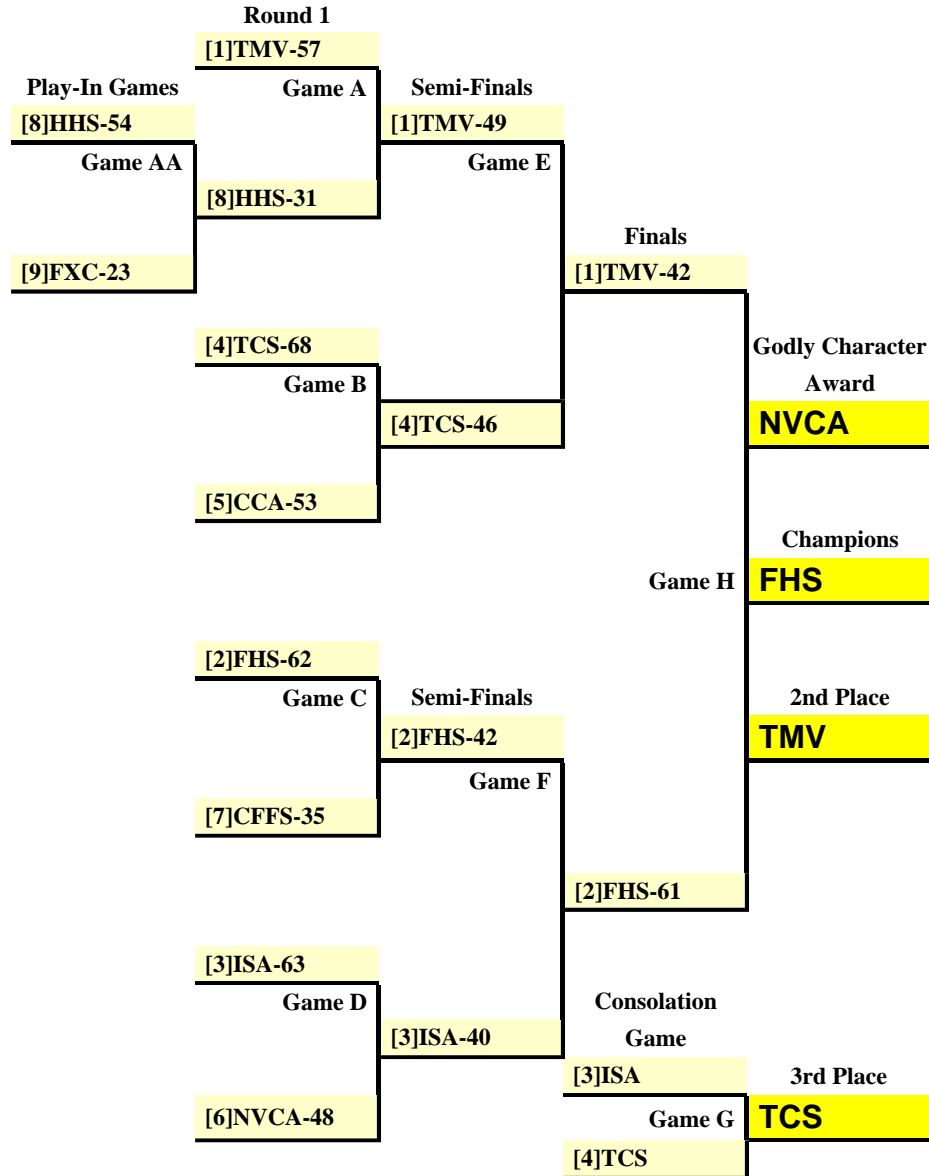 Round 1
[1]TMV-57
Play-In Games
Game A
Semi-Finals
[8]HHS-54
[1]TMV-49
Game AA
Game E
[8]HHS-31
Finals
[9]FXC-23
[1]TMV-42
[4]TCS-68
Godly Character
Game B
Award
[4]TCS-46
NVCA
[5]CCA-53
Champions
Game H
FHS
[2]FHS-62
Game C
Semi-Finals
2nd Place
[2]FHS-42
TMV
Game F
[7]CFFS-35
[2]FHS-61
[3]ISA-63
Game D
Consolation
[3]ISA-40
Game
[3]ISA
3rd Place
[6]NVCA-48
Game G
TCS
[4]TCS